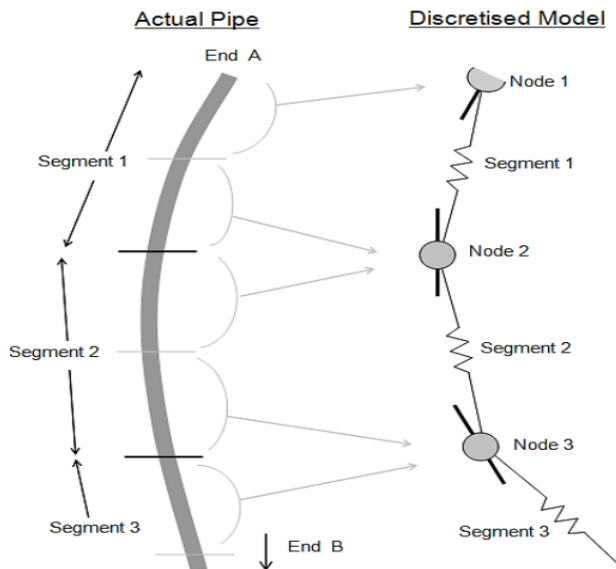 Actual Pipe
End A
Segment 1
Segment 2
Segment 3
End B
Discretised Model
Node 1
Segment 1
Node 2
Segment 2
Node 3
Segment 3